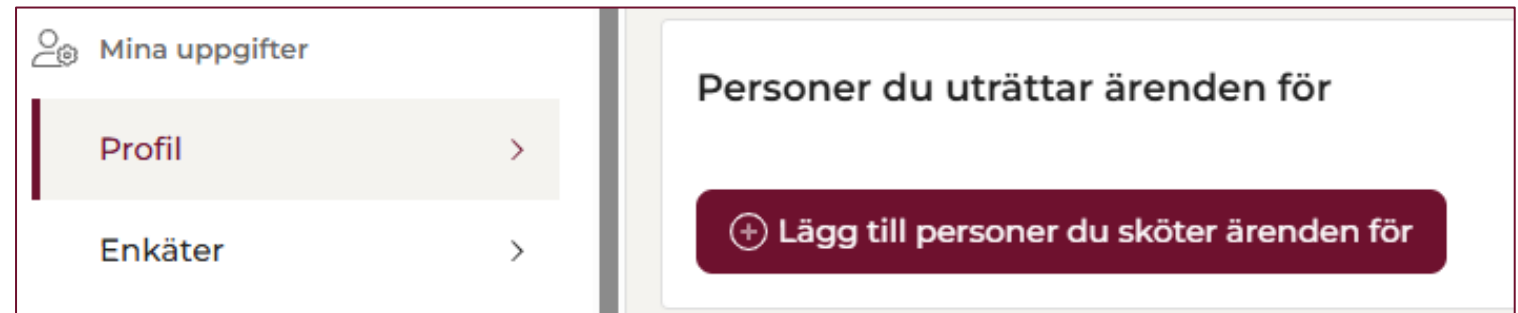 Mina uppgifter
Profil
Enkäter
Personer du uträttar ärenden för
Lägg till personer du sköter ärenden för